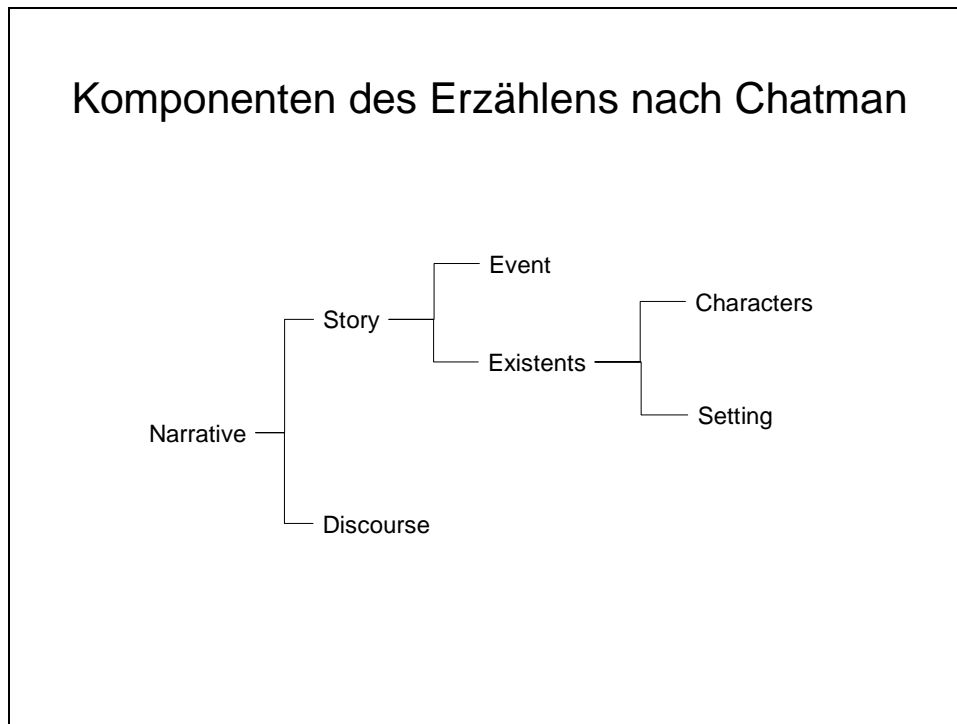 Komponenten des Erzählens nach Chatman
Event
Characters
Story
Existents
Setting
Narrative
Discourse